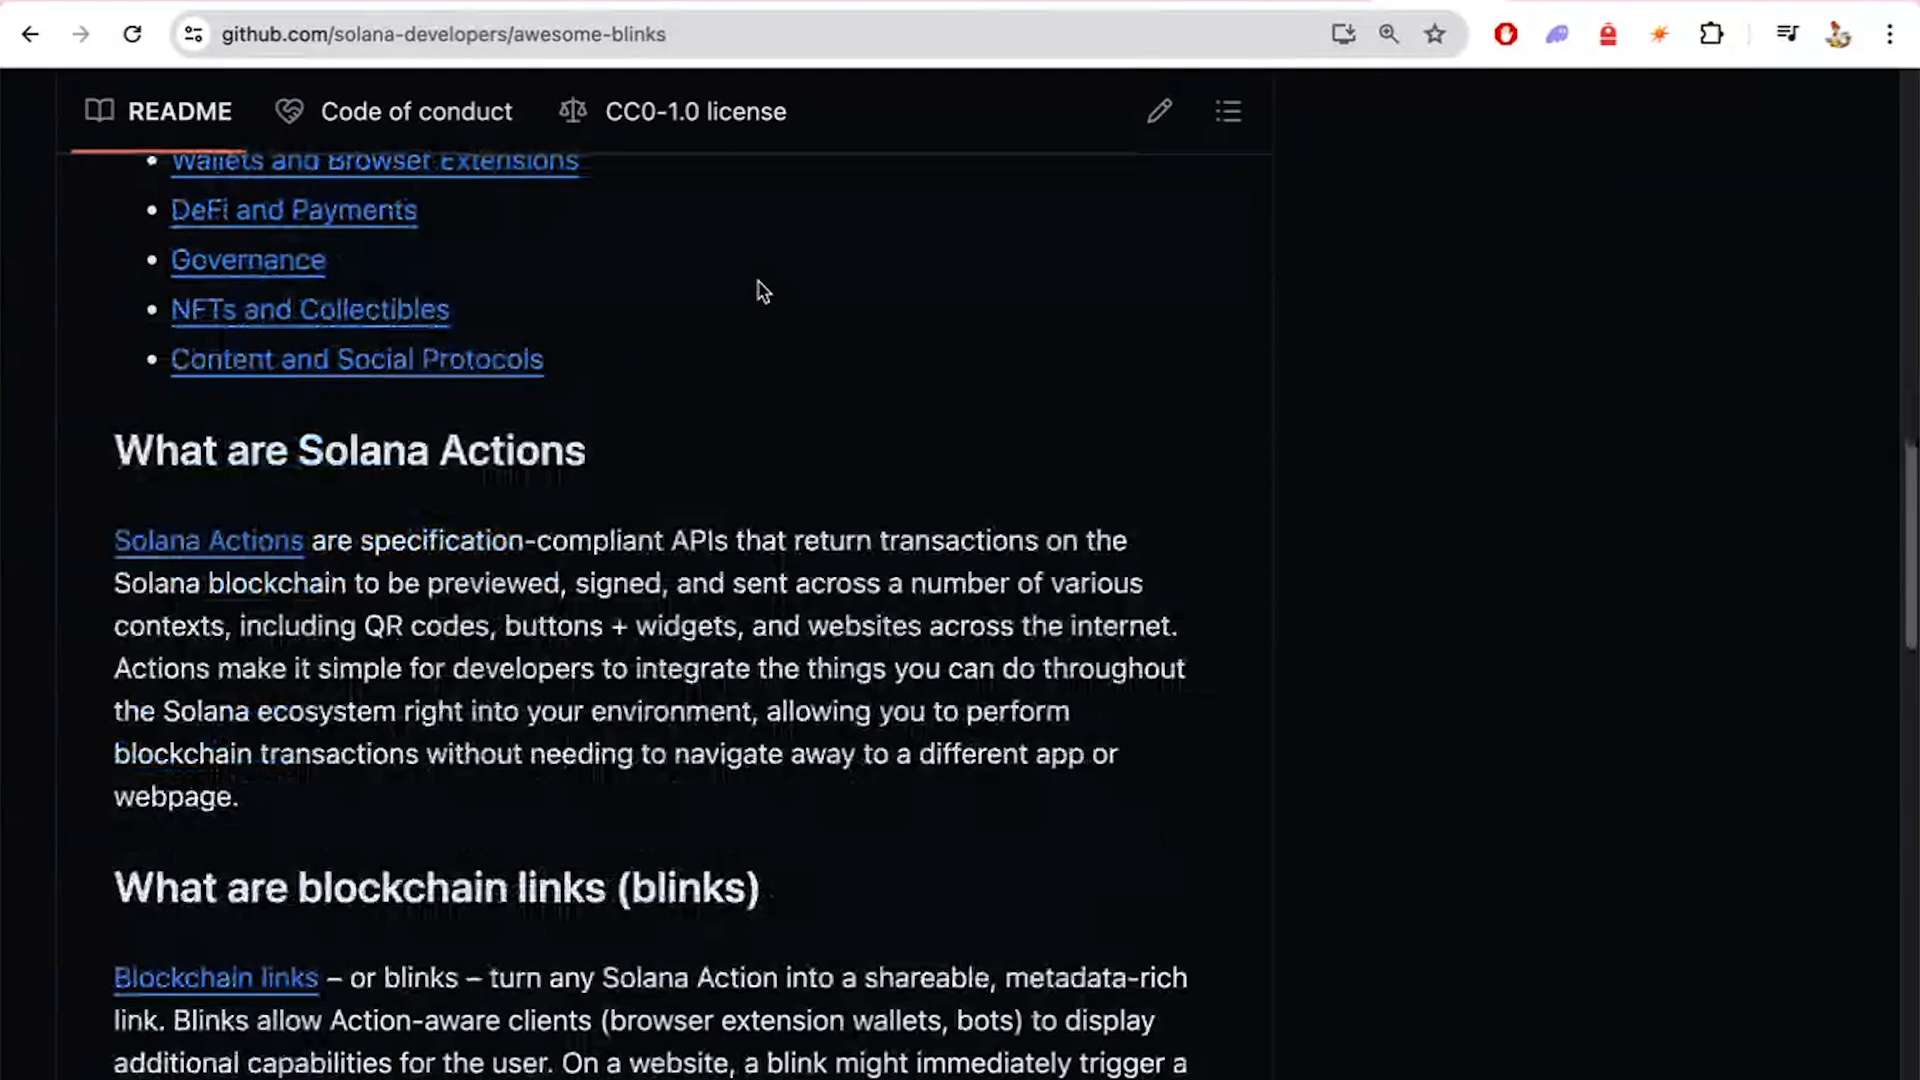 github.com/solana-developers/awesome-blinks
README Code of conduct CC0-1.0 license
Wallets and Browser Extensions
DeFi and Payments
Governance
NFTs and Collectibles
Content and Social Protocols
What are Solana Actions
Solana Actions are specification-compliant APIs that return transactions on the
Solana blockchain to be previewed, signed, and sent across a number of various
contexts, including QR codes, buttons + widgets, and websites across the internet.
Actions make it simple for developers to integrate the things you can do throughout
the Solana ecosystem right into your environment, allowing you to perform
blockchain transactions without needing to navigate away to a different app or
webpage.
What are blockchain links (blinks)
Blockchain links – or blinks – turn any Solana Action into a shareable, metadata-rich
link. Blinks allow Action-aware clients (browser extension wallets, bots) to display
additional capabilities for the user. On a website, a blink might immediately trigger a